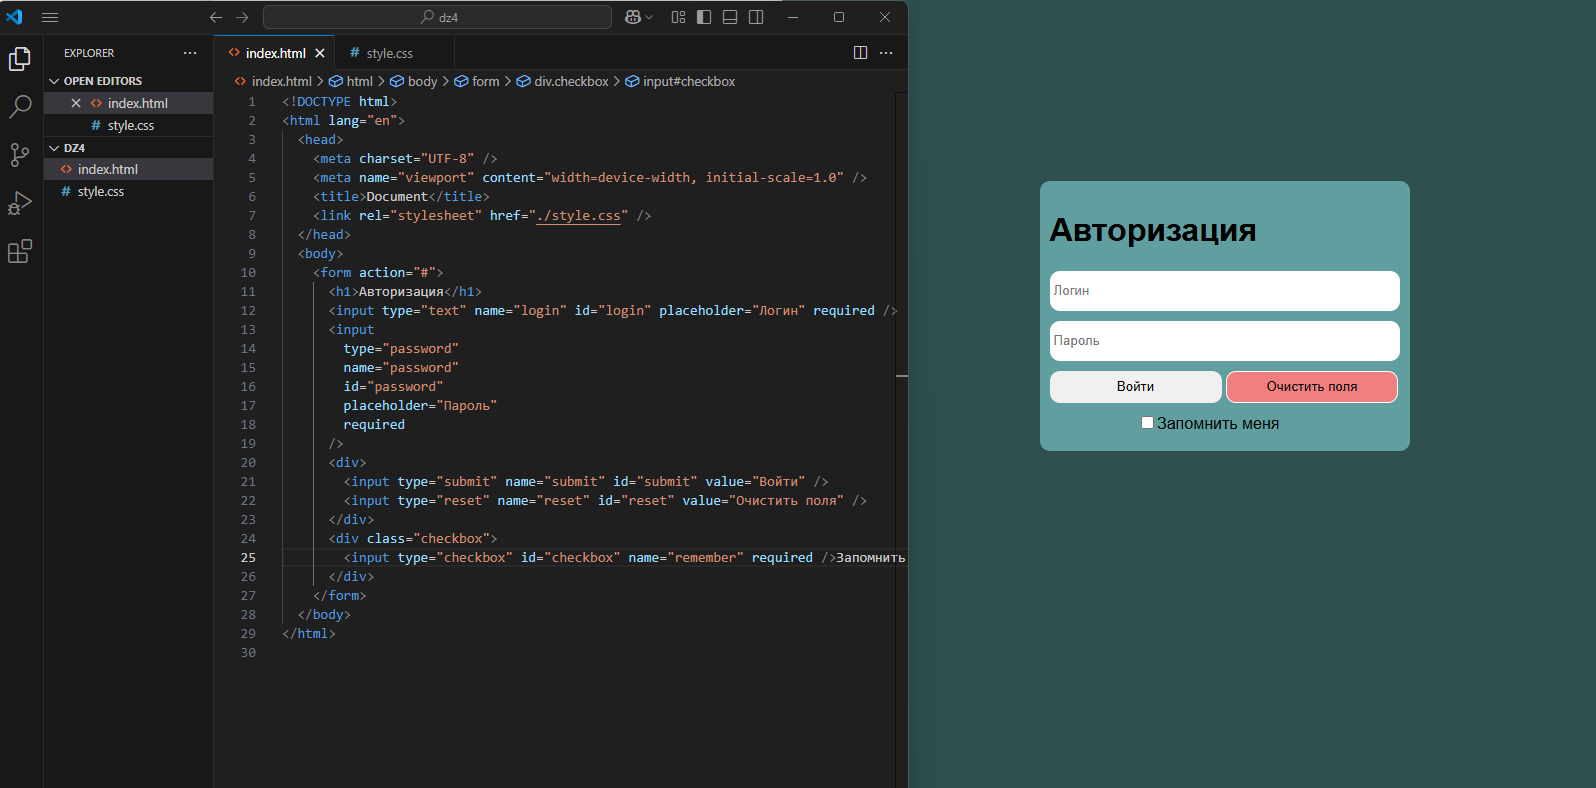 dz4
EXPLORER
OPEN EDITORS
index.html
style.css
DZ4
index.html
style.css
index.html
style.css
index.html > html > body > form > div.checkbox > input#checkbox
1 <!DOCTYPE html>
2 <html lang="en">
3 <head>
4 <meta charset="UTF-8" />
5 <meta name="viewport" content="width=device-width, initial-scale=1.0" />
6 <title>Document</title>
7 <link rel="stylesheet" href="./style.css" />
8 </head>
9 <body>
10 <form action="#">
11 <h1>Авторизация</h1>
12 <input type="text" name="login" id="login" placeholder="Логин" required />
13 <input
14 type="password"
15 name="password"
16 id="password"
17 placeholder="Пароль"
18 required
19 />
20 <div>
21 <input type="submit" name="submit" id="submit" value="Войти" />
22 <input type="reset" name="reset" id="reset" value="Очистить поля" />
23 </div>
24 <div class="checkbox">
25 <input type="checkbox" id="checkbox" name="remember" required />Запомнить
26 </div>
27 </form>
28 </body>
29 </html>
30
Авторизация
Логин
Пароль
Войти Очистить поля
Запомнить меня